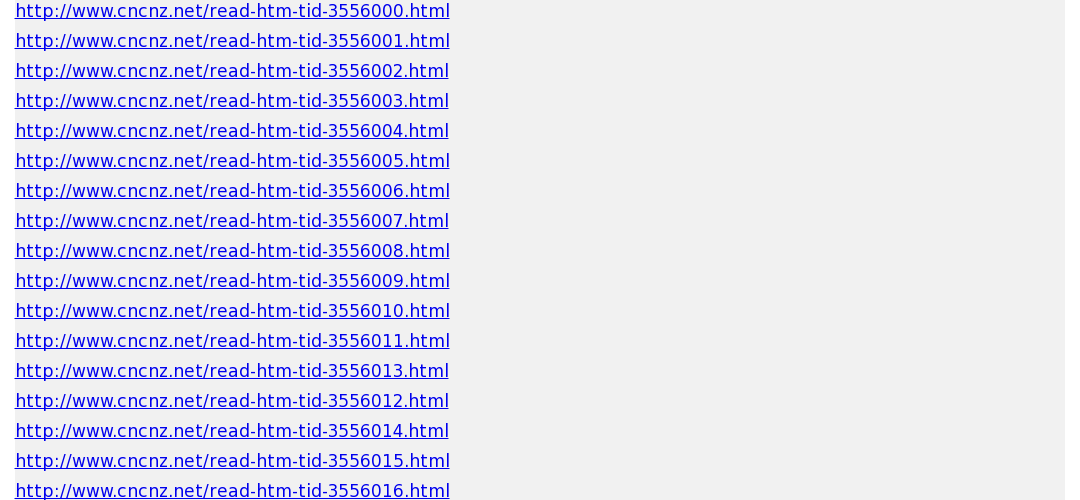 http://www.cncnz.net/read-htm-tid-3556000.html
http://www.cncnz.net/read-htm-tid-3556001.html
http://www.cncnz.net/read-htm-tid-3556002.html
http://www.cncnz.net/read-htm-tid-3556003.html
http://www.cncnz.net/read-htm-tid-3556004.html
http://www.cncnz.net/read-htm-tid-3556005.html
http://www.cncnz.net/read-htm-tid-3556006.html
http://www.cncnz.net/read-htm-tid-3556007.html
http://www.cncnz.net/read-htm-tid-3556008.html
http://www.cncnz.net/read-htm-tid-3556009.html
http://www.cncnz.net/read-htm-tid-3556010.html
http://www.cncnz.net/read-htm-tid-3556011.html
http://www.cncnz.net/read-htm-tid-3556013.html
http://www.cncnz.net/read-htm-tid-3556012.html
http://www.cncnz.net/read-htm-tid-3556014.html
http://www.cncnz.net/read-htm-tid-3556015.html
http://www.cncnz.net/read-htm-tid-3556016.html